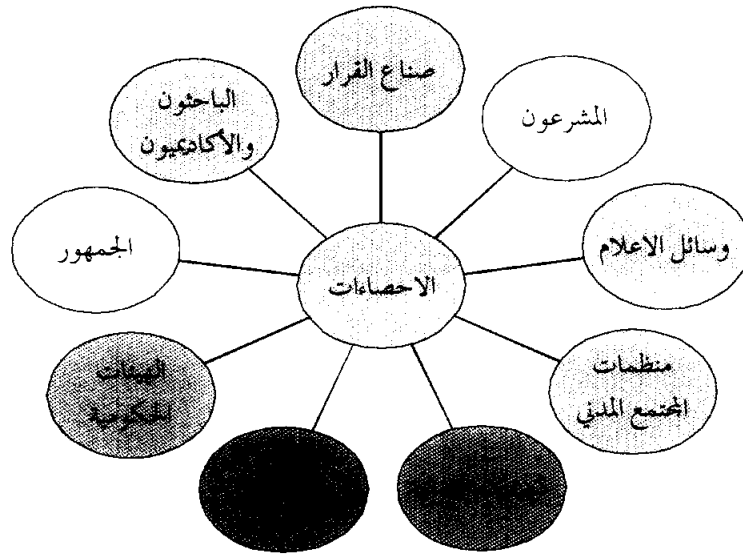 صناع القرار
المشرعون
الباحثون
والأكاديميون
وسائل الاعلام
الجمهور
الاحصاءات
منظمات
المجتمع المدني
الهيئات
الحكومية